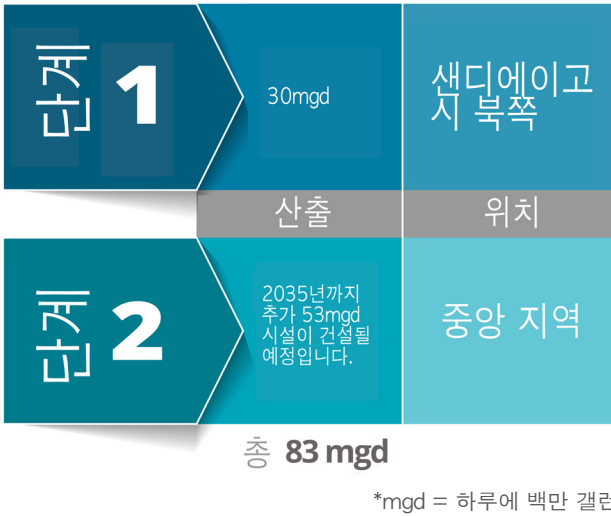 단계 1
30mgd
샌디에이고
시 북쪽
산출
위치
단계 2
2035년까지
추가 53mgd
시설이 건설될
예정입니다.
중앙 지역
총 83 mgd
*mgd = 하루에 백만 갤런